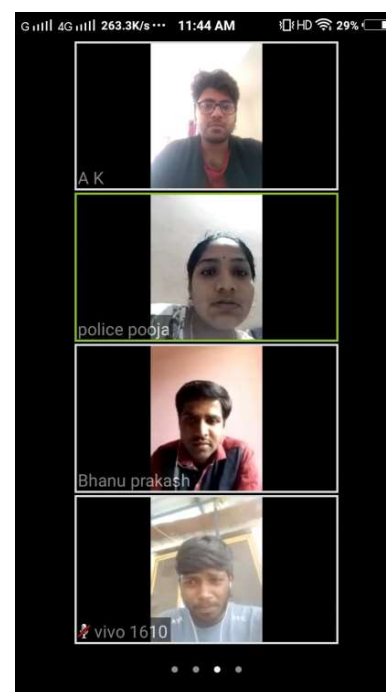 G 4G 263.3K/s ··· 11:44 AM HD 29%
A K
police pooja
Bhanu prakash
vivo 1610